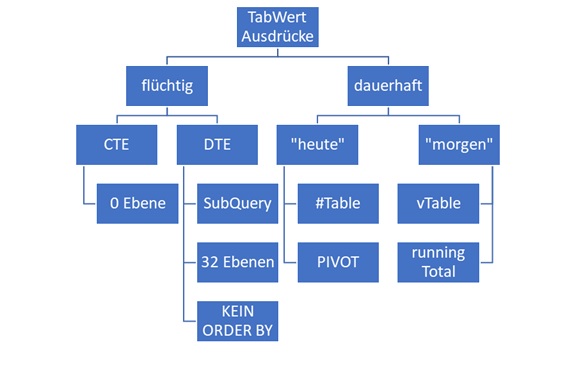 TabWert
Ausdrücke
flüchtig
dauerhaft
CTE
DTE
"heute"
"morgen"
0 Ebene
SubQuery
#Table
vTable
32 Ebenen
PIVOT
running
Total
KEIN
ORDER BY